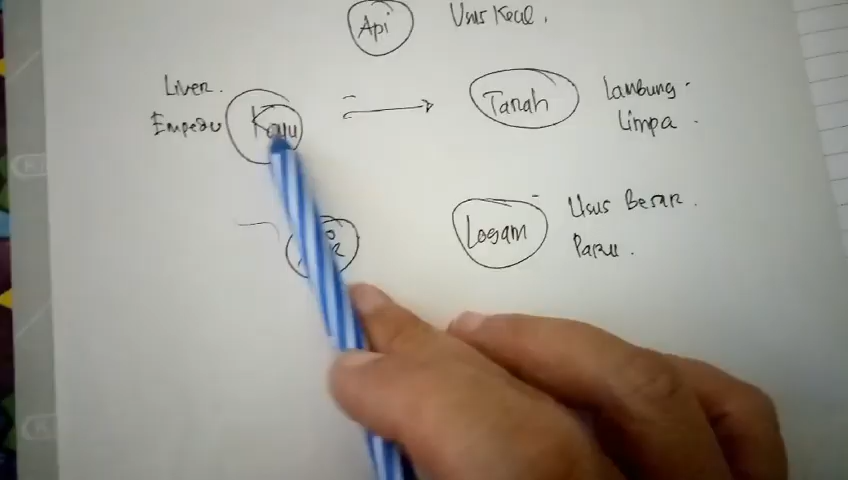 Api
Usus Kecil.
Liver.
Empedu
Kayu
Tanah
Lambung.
Limpa.
Logam
Usus Besar.
Paru.